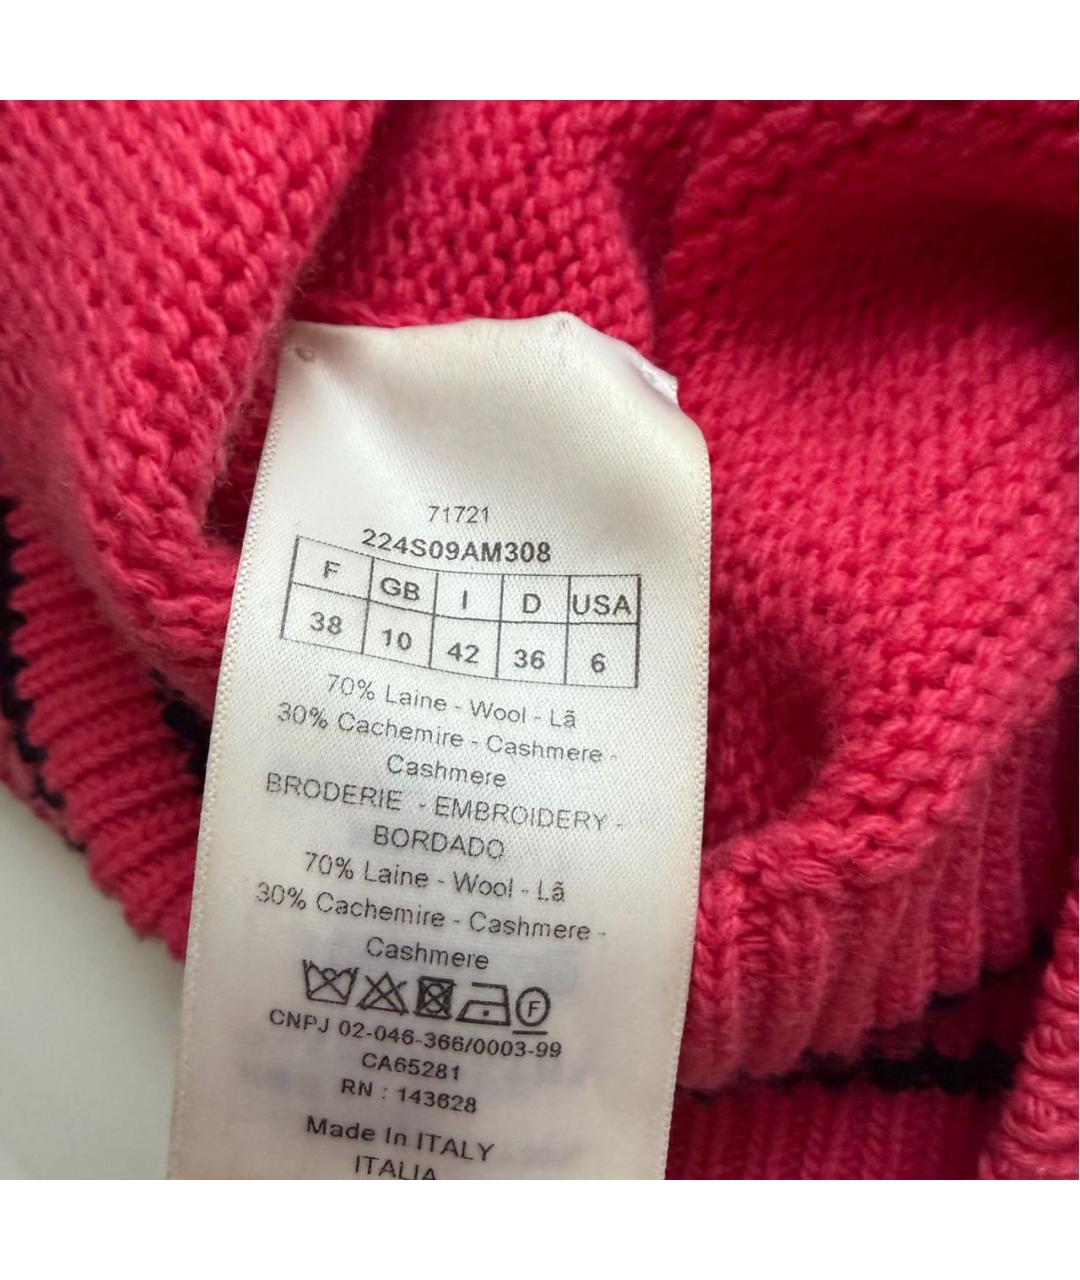 71721
224S09AM308
F GB I D USA
38 10 42 36 6
70% Laine - Wool - Lã
30% Cachemire - Cashmere -
Cashmere
BRODERIE - EMBROIDERY -
BORDADO
70% Laine - Wool - Lã
30% Cachemire - Cashmere -
Cashmere
F
CNPJ 02-046-366/0003-99
CA65281
RN : 143628
Made In ITALY
ITALIA